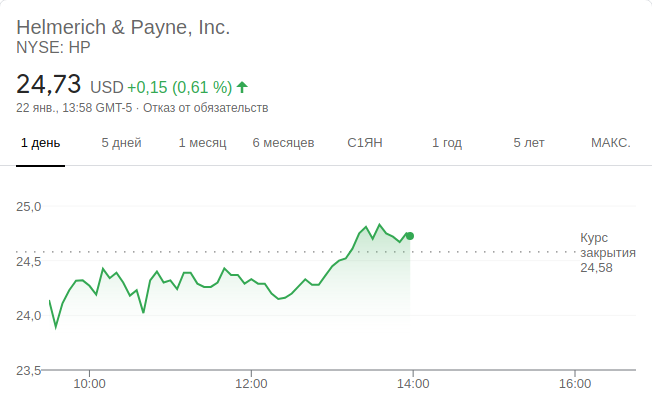 Helmerich & Payne, Inc.
NYSE: HP
24,73 USD +0,15 (0,61 %)
22 янв., 13:58 GMT-5 · Отказ от обязательств
1 день 5 дней 1 месяц 6 месяцев С1ЯН 1 год 5 лет МАКС.
25,0
Курс
закрытия
24,58
24,5
24,0
23,5
10:00 12:00 14:00 16:00